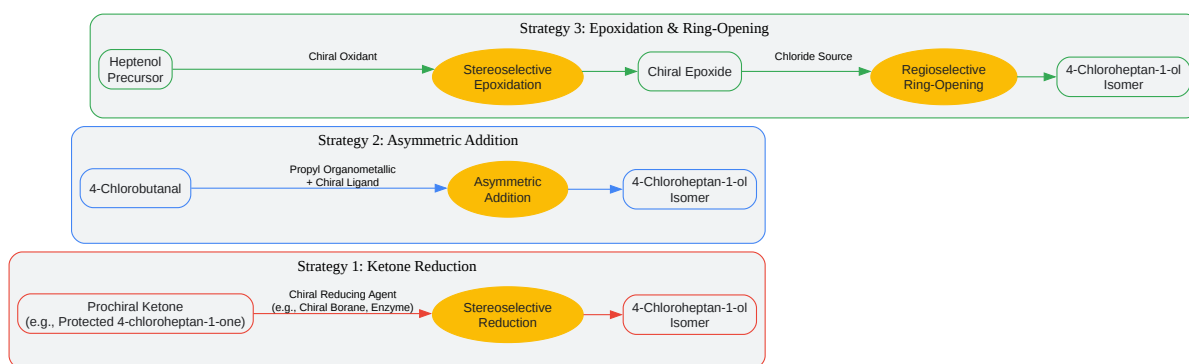 Strategy 3: Epoxidation & Ring-Opening
Heptenol
Precursor
Chiral Oxidant
Stereoselective
Epoxidation
Chiral Epoxide
Chloride Source
Regioselective
Ring-Opening
4-Chloroheptan-1-ol
Isomer
Strategy 2: Asymmetric Addition
4-Chlorobutanal
Propyl Organometallic
+ Chiral Ligand
Asymmetric
Addition
4-Chloroheptan-1-ol
Isomer
Strategy 1: Ketone Reduction
Prochiral Ketone
(e.g., Protected 4-chloroheptan-1-one)
Chiral Reducing Agent
(e.g., Chiral Borane, Enzyme)
Stereoselective
Reduction
4-Chloroheptan-1-ol
Isomer